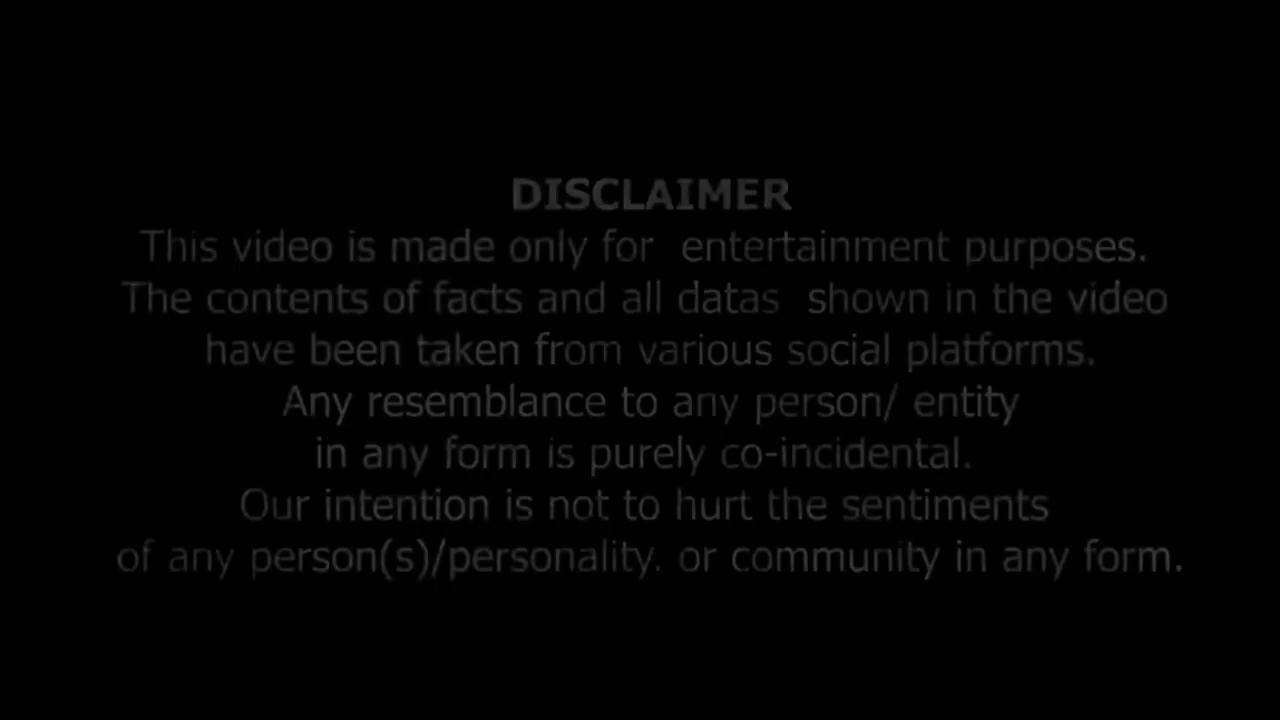 DISCLAIMER
This video is made only for entertainment purposes.
The contents of facts and all datas shown in the video
have been taken from various social platforms.
Any resemblance to any person/ entity
in any form is purely co-incidental.
Our intention is not to hurt the sentiments
of any person(s)/personality. or community in any form.